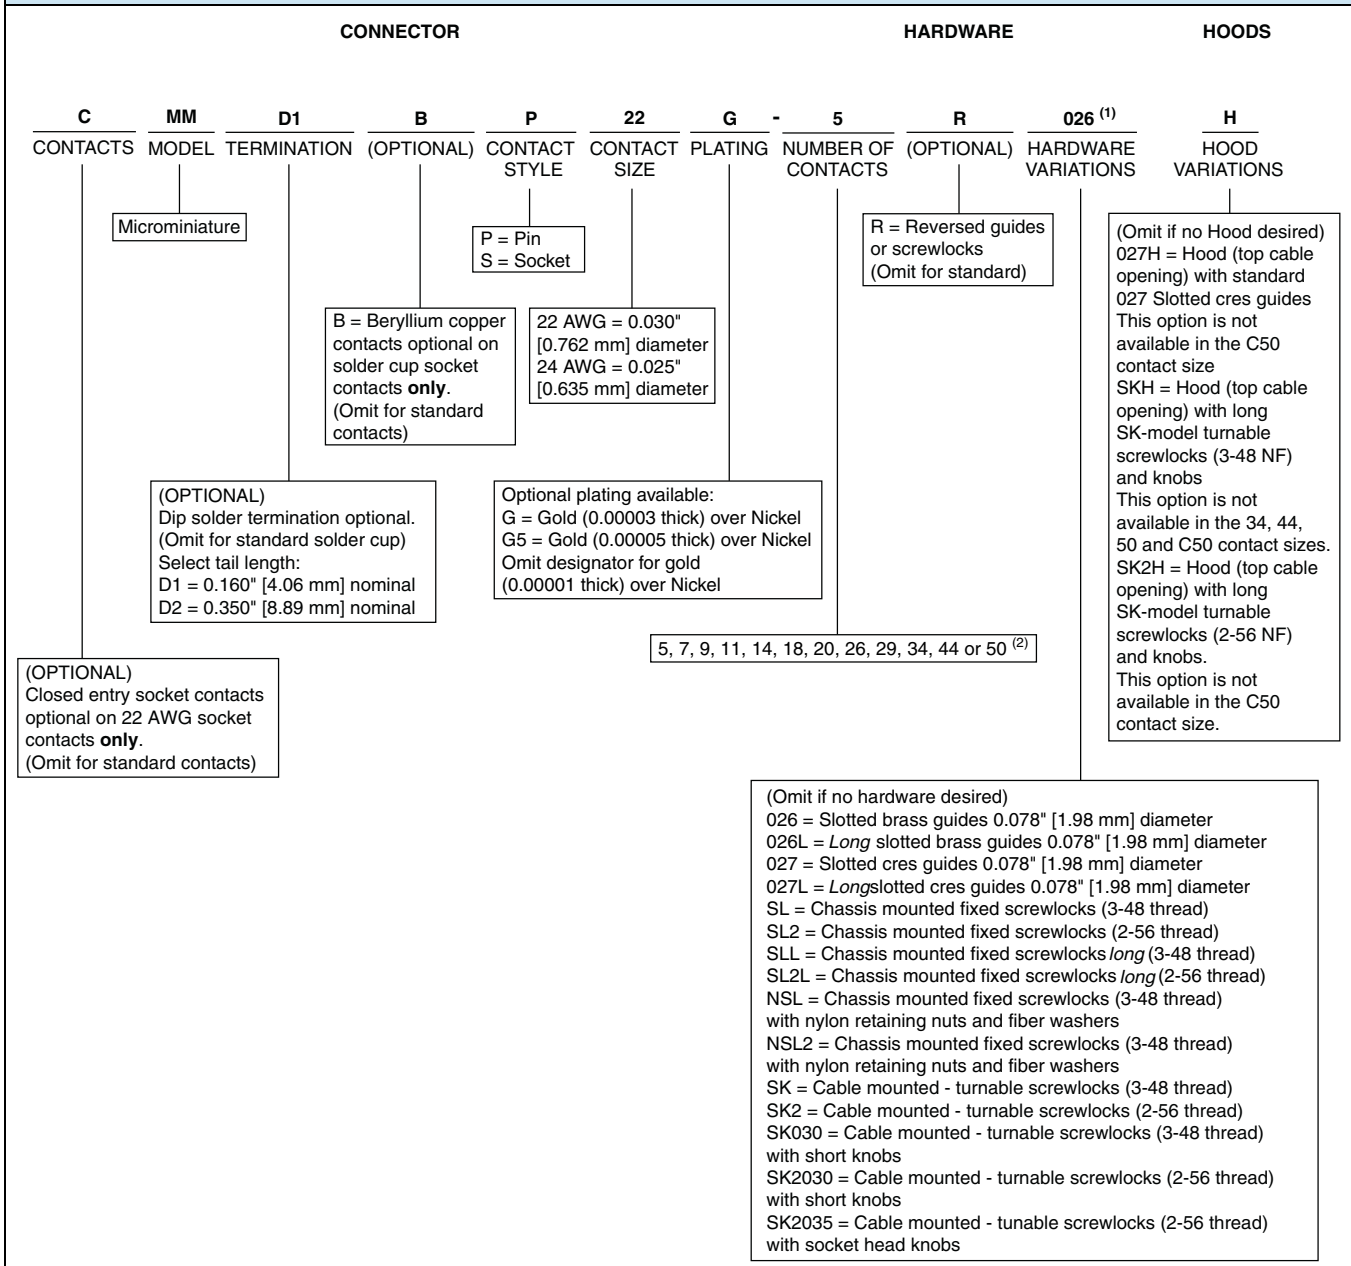 CONNECTOR HARDWARE HOODS
C MM D1 B P 22 G - 5 R 026 (1) H
CONTACTS MODEL TERMINATION (OPTIONAL) CONTACT STYLE CONTACT SIZE PLATING NUMBER OF CONTACTS (OPTIONAL) HARDWARE VARIATIONS HOOD VARIATIONS
Microminiature
P = Pin
S = Socket
R = Reversed guides
or screwlocks
(Omit for standard)
(Omit if no Hood desired)
027H = Hood (top cable
opening) with standard
027 Slotted cres guides
This option is not
available in the C50
contact size
SKH = Hood (top cable
opening) with long
SK-model turnable
screwlocks (3-48 NF)
and knobs
This option is not
available in the 34, 44,
50 and C50 contact sizes.
SK2H = Hood (top cable
opening) with long
SK-model turnable
screwlocks (2-56 NF)
and knobs.
This option is not
available in the C50
contact size.
B = Beryllium copper
contacts optional on
solder cup socket
contacts only.
(Omit for standard
contacts)
22 AWG = 0.030"
[0.762 mm] diameter
24 AWG = 0.025"
[0.635 mm] diameter
(OPTIONAL)
Dip solder termination optional.
(Omit for standard solder cup)
Select tail length:
D1 = 0.160" [4.06 mm] nominal
D2 = 0.350" [8.89 mm] nominal
Optional plating available:
G = Gold (0.00003 thick) over Nickel
G5 = Gold (0.00005 thick) over Nickel
Omit designator for gold
(0.00001 thick) over Nickel
5, 7, 9, 11, 14, 18, 20, 26, 29, 34, 44 or 50 (2)
(OPTIONAL)
Closed entry socket contacts
optional on 22 AWG socket
contacts only.
(Omit for standard contacts)
(Omit if no hardware desired)
026 = Slotted brass guides 0.078" [1.98 mm] diameter
026L = Long slotted brass guides 0.078" [1.98 mm] diameter
027 = Slotted cres guides 0.078" [1.98 mm] diameter
027L = Longslotted cres guides 0.078" [1.98 mm] diameter
SL = Chassis mounted fixed screwlocks (3-48 thread)
SL2 = Chassis mounted fixed screwlocks (2-56 thread)
SLL = Chassis mounted fixed screwlocks long (3-48 thread)
SL2L = Chassis mounted fixed screwlocks long (2-56 thread)
NSL = Chassis mounted fixed screwlocks (3-48 thread)
with nylon retaining nuts and fiber washers
NSL2 = Chassis mounted fixed screwlocks (3-48 thread)
with nylon retaining nuts and fiber washers
SK = Cable mounted - turnable screwlocks (3-48 thread)
SK2 = Cable mounted - turnable screwlocks (2-56 thread)
SK030 = Cable mounted - turnable screwlocks (3-48 thread)
with short knobs
SK2030 = Cable mounted - turnable screwlocks (2-56 thread)
with short knobs
SK2035 = Cable mounted - tunable screwlocks (2-56 thread)
with socket head knobs